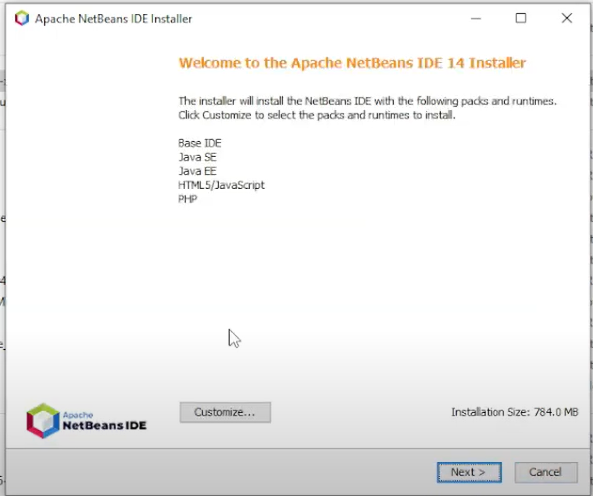 Apache NetBeans IDE Installer
Welcome to the Apache NetBeans IDE 14 Installer
The installer will install the NetBeans IDE with the following packs and runtimes.
Click Customize to select the packs and runtimes to install.
Base IDE
Java SE
Java EE
HTML5/JavaScript
PHP
Customize...
Installation Size: 784.0 MB
Apache
NetBeans IDE
Next >
Cancel